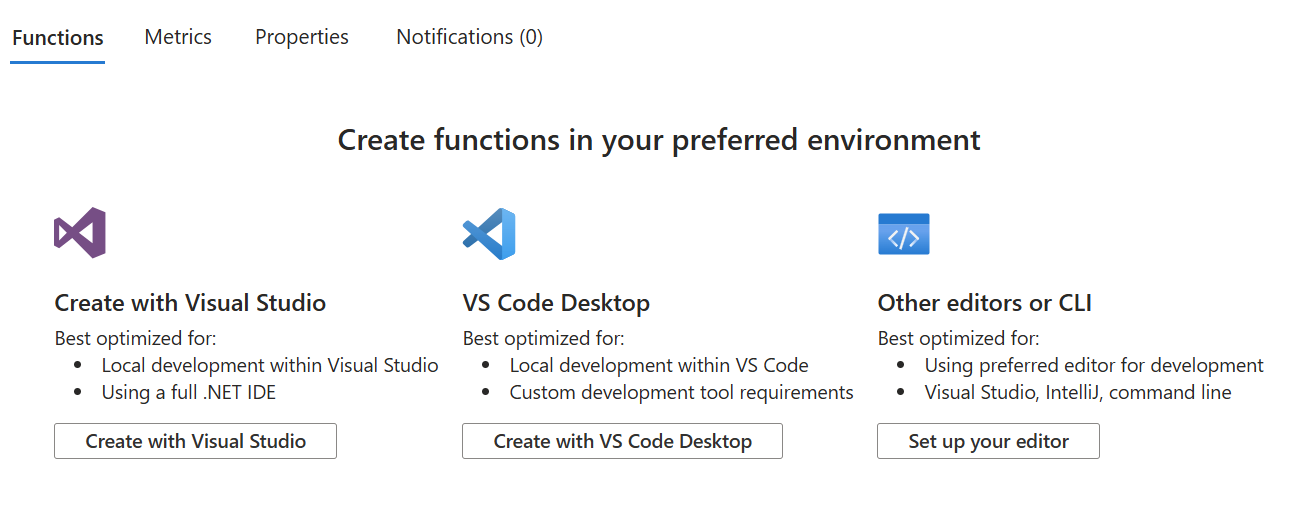 Functions Metrics Properties Notifications (0)
Create functions in your preferred environment
Create with Visual Studio
Best optimized for:
• Local development within Visual Studio
• Using a full .NET IDE
Create with Visual Studio
VS Code Desktop
Best optimized for:
• Local development within VS Code
• Custom development tool requirements
Create with VS Code Desktop
Other editors or CLI
Best optimized for:
• Using preferred editor for development
• Visual Studio, IntelliJ, command line
Set up your editor